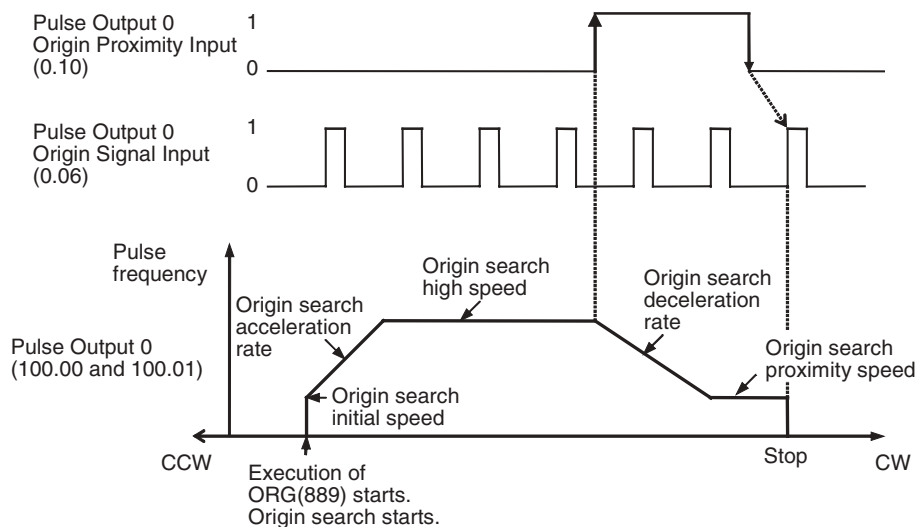 Pulse Output 0
Origin Proximity Input
(0.10)
1
0
Pulse Output 0
Origin Signal Input
(0.06)
1
0
Pulse
frequency
Origin search
high speed
Origin search
deceleration
rate
Origin search
acceleration
rate
Pulse Output 0
(100.00 and 100.01)
Origin search
proximity speed
Origin search
initial speed
CCW
Stop
CW
Execution of
ORG(889) starts.
Origin search starts.